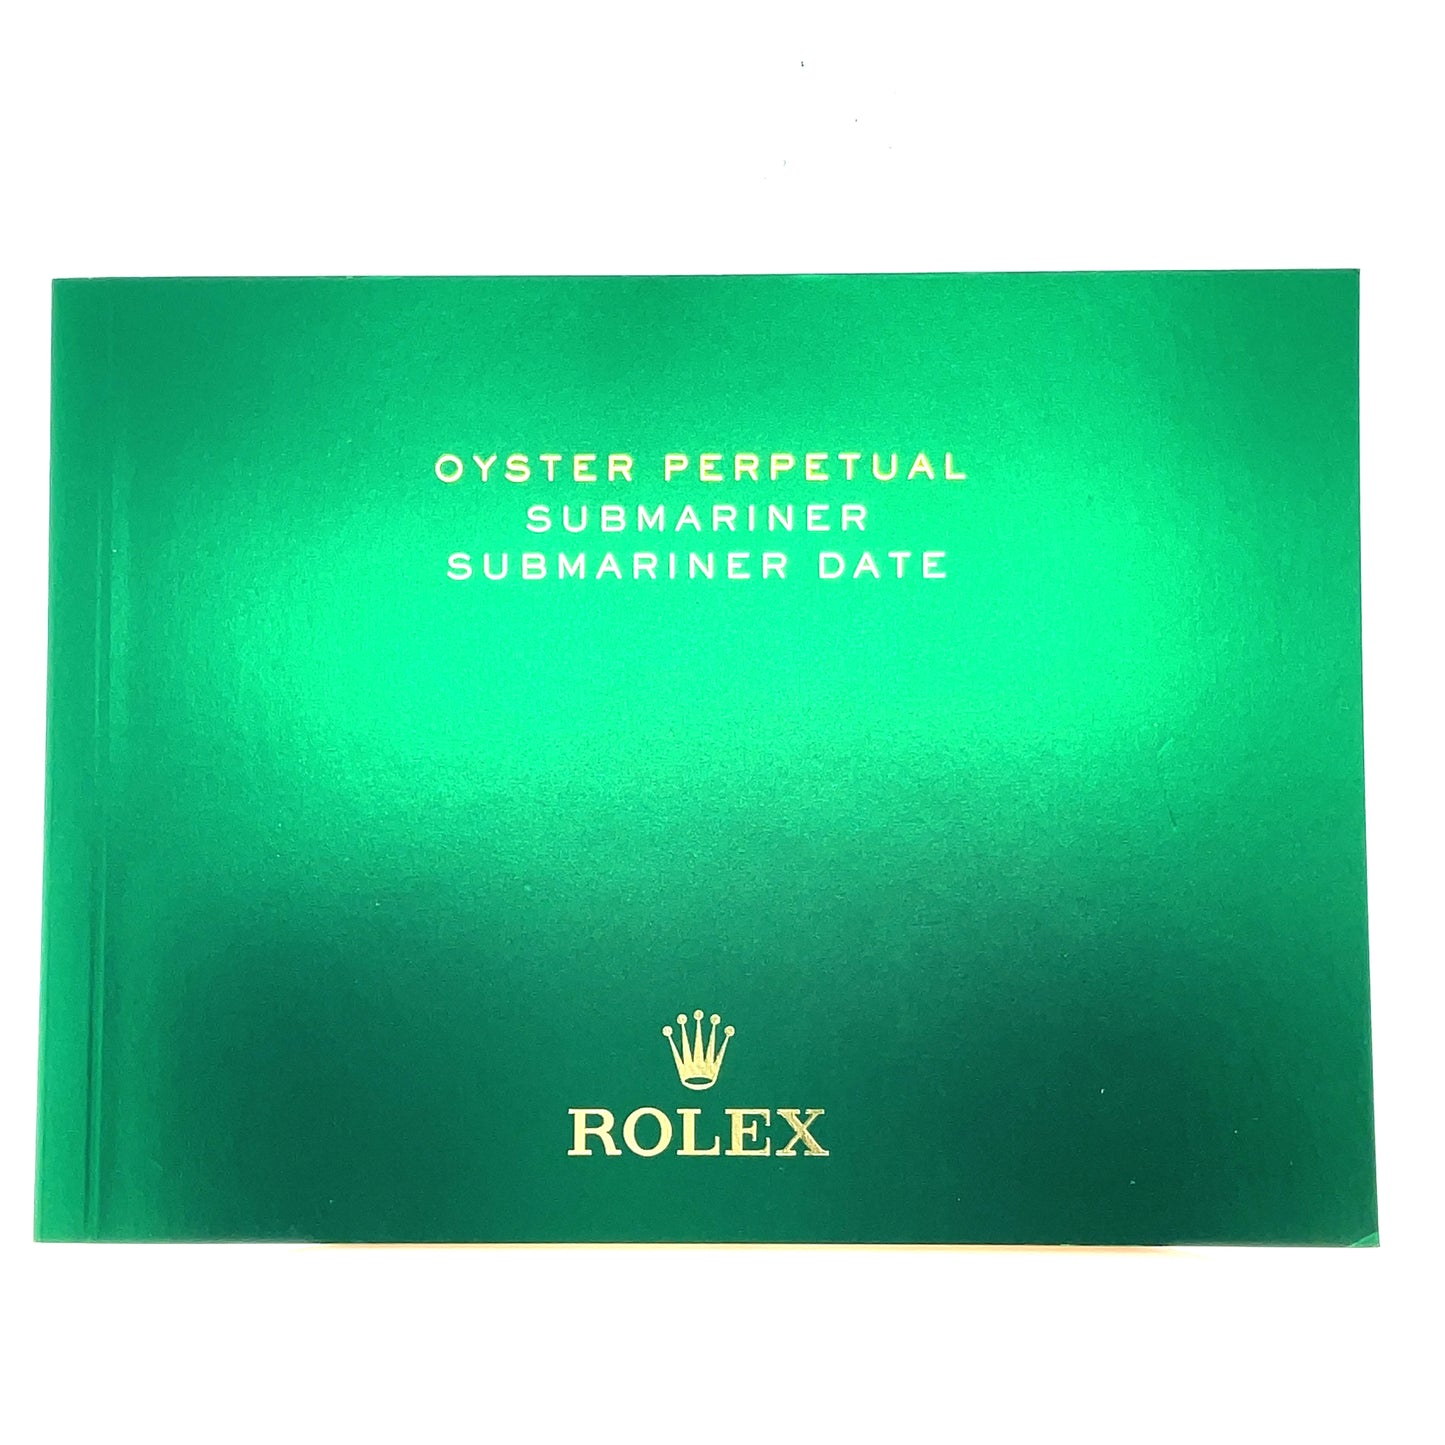 OYSTER PERPETUAL
SUBMARINER
SUBMARINER DATE
ROLEX